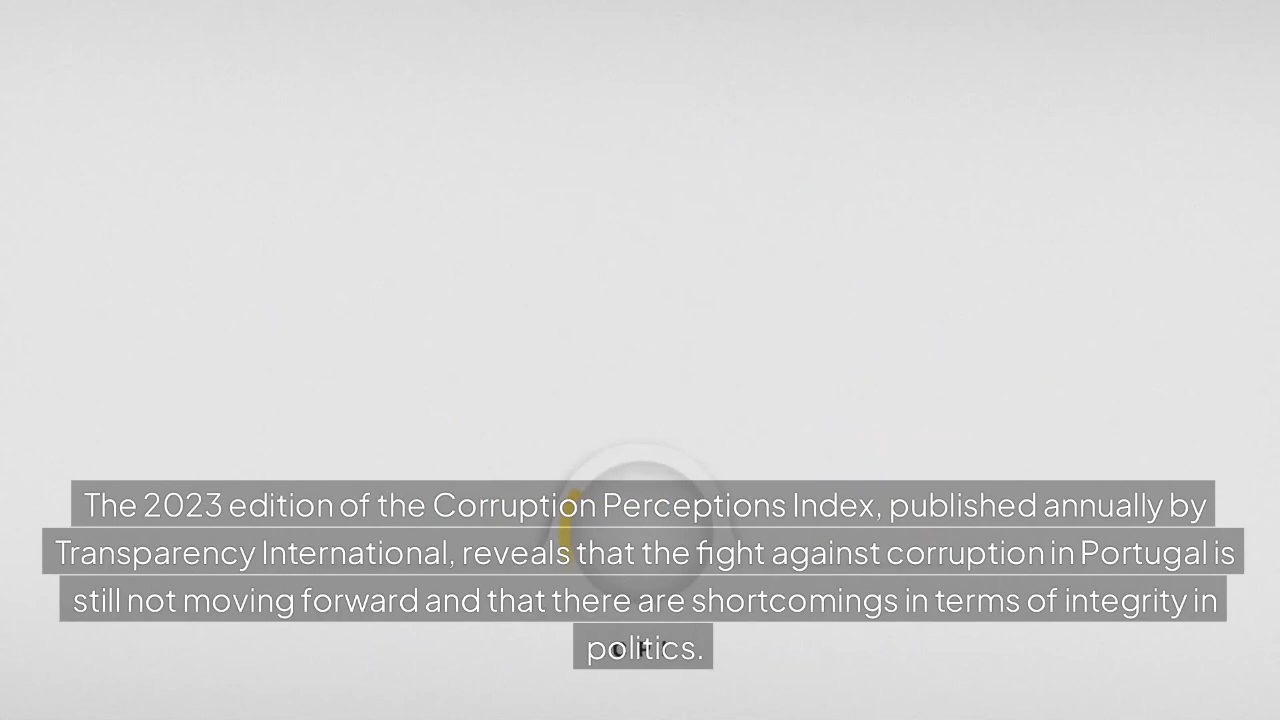 The 2023 edition of the Corruption Perceptions Index, published annually by
Transparency International, reveals that the fight against corruption in Portugal is
still not moving forward and that there are shortcomings in terms of integrity in
politics.